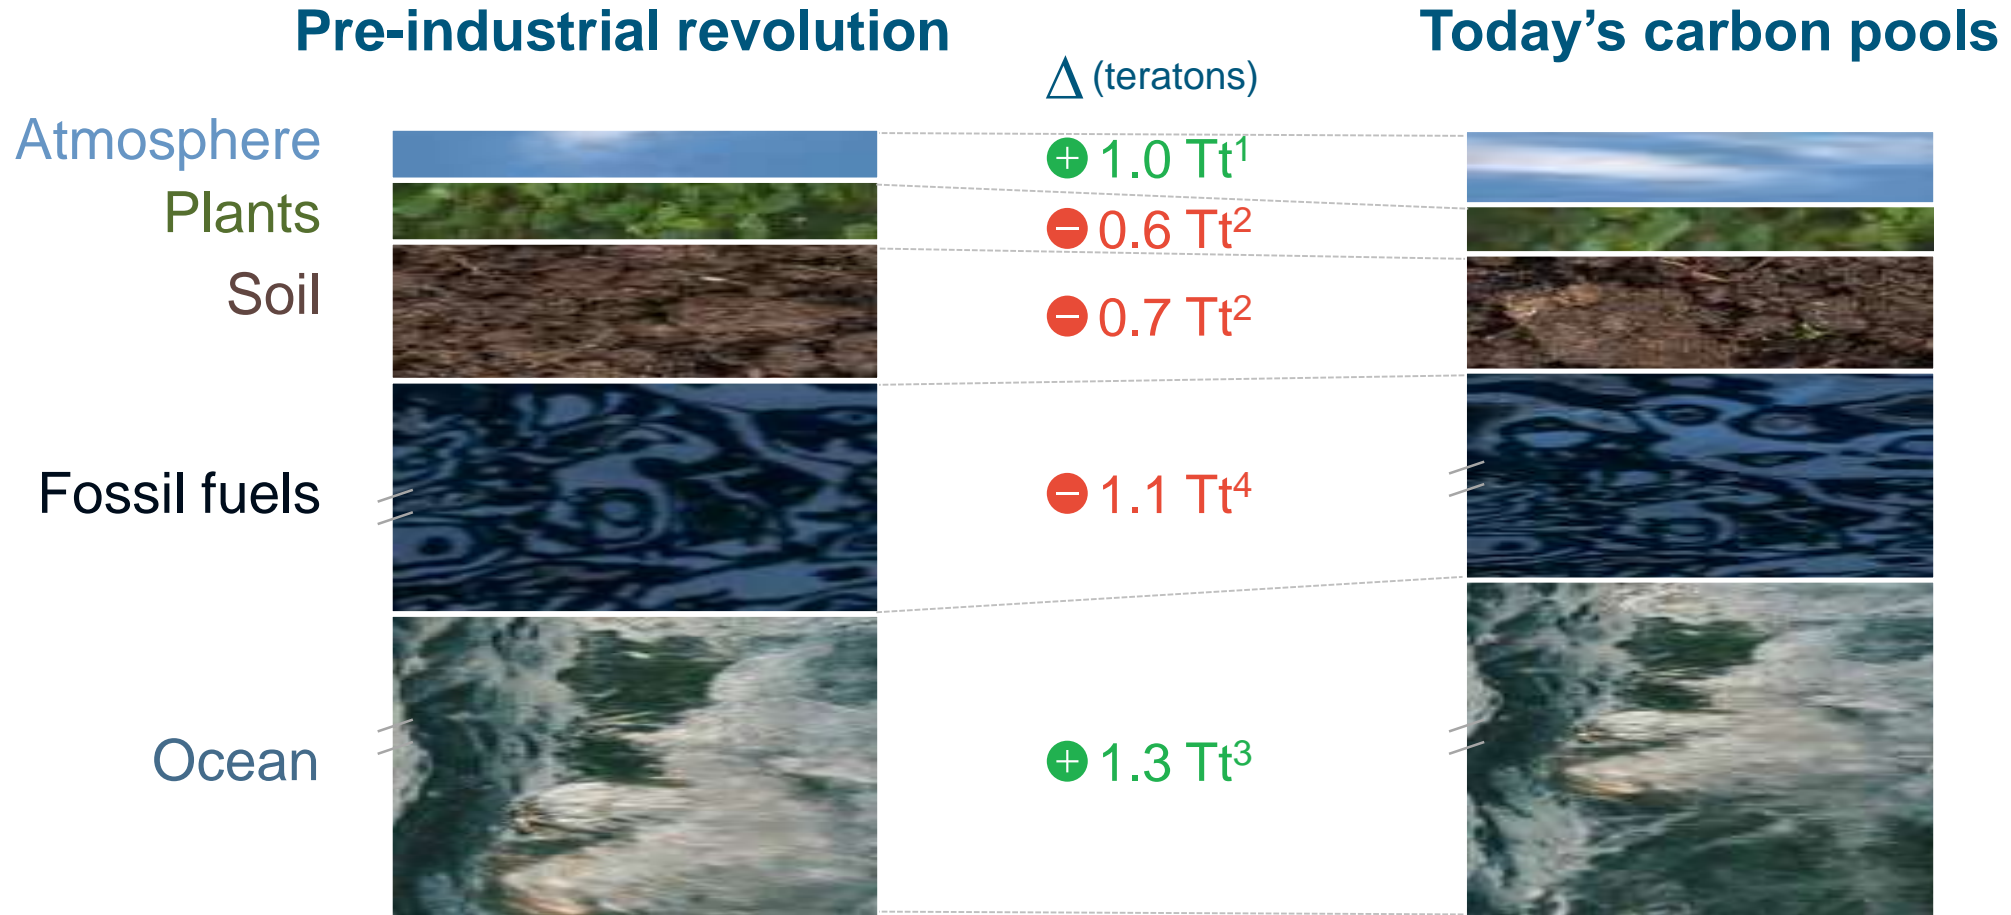 Pre-industrial revolution
Today's carbon pools
Δ (teratons)
Atmosphere
+ 1.0 Tt¹
Plants
− 0.6 Tt²
Soil
− 0.7 Tt²
Fossil fuels
− 1.1 Tt⁴
Ocean
+ 1.3 Tt³